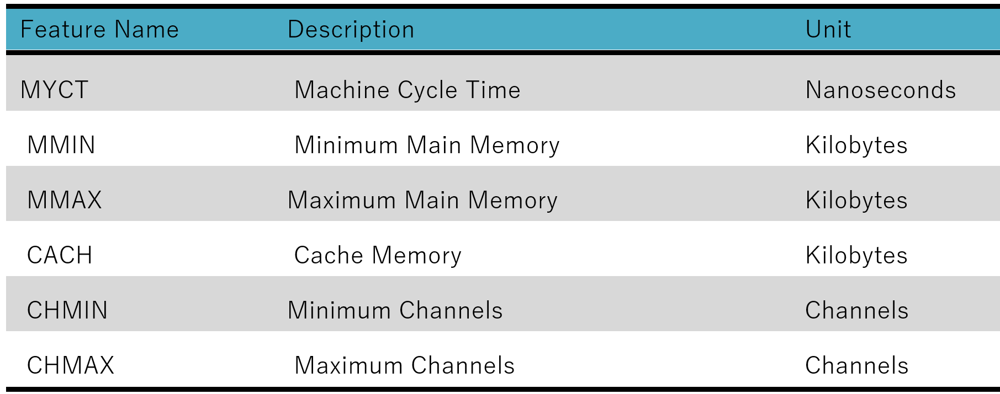 Feature Name Description Unit
MYCT Machine Cycle Time Nanoseconds
MMIN Minimum Main Memory Kilobytes
MMAX Maximum Main Memory Kilobytes
CACH Cache Memory Kilobytes
CHMIN Minimum Channels Channels
CHMAX Maximum Channels Channels